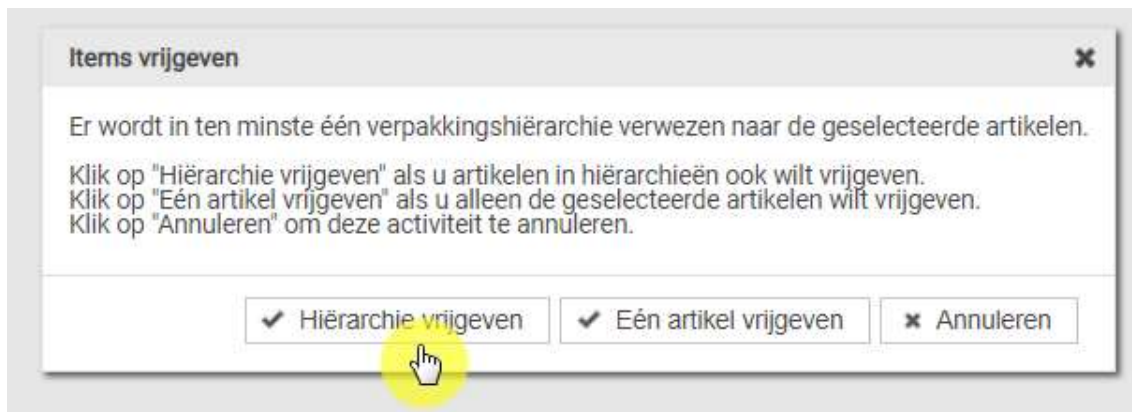 Items vrijgeven
Er wordt in ten minste één verpakkingshiërarchie verwezen naar de geselecteerde artikelen.
Klik op "Hiërarchie vrijgeven" als u artikelen in hiërarchieën ook wilt vrijgeven.
Klik op "Eén artikel vrijgeven" als u alleen de geselecteerde artikelen wilt vrijgeven.
Klik op "Annuleren" om deze activiteit te annuleren.
Hiërarchie vrijgeven Eén artikel vrijgeven Annuleren